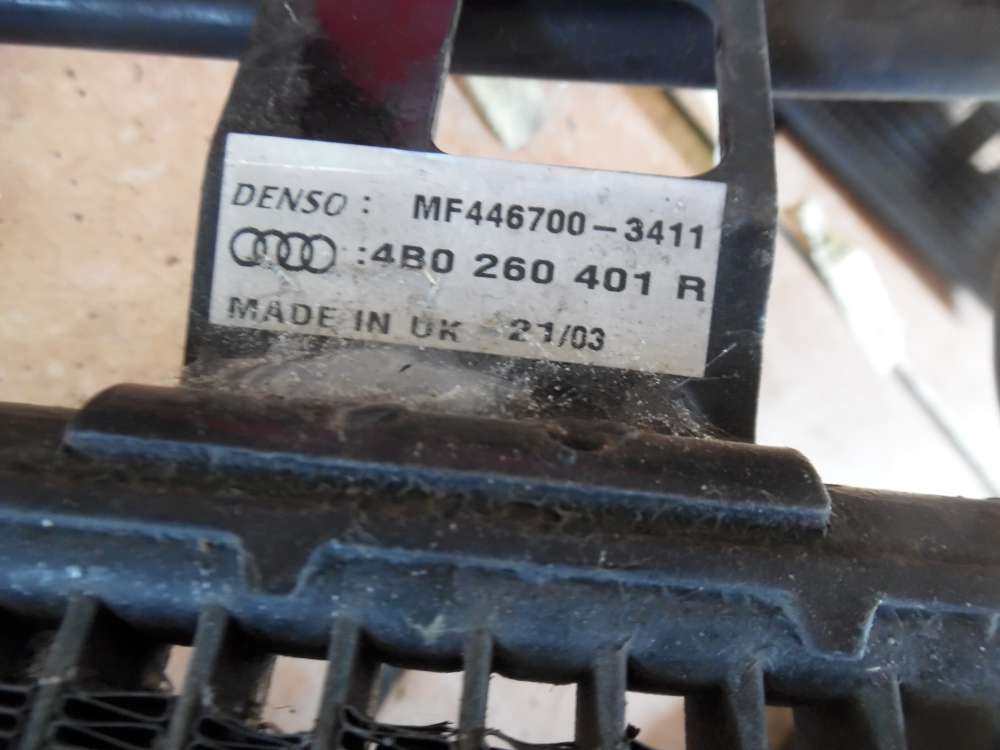 DENSO : MF446700-3411
:4B0 260 401 R
MADE IN UK 21/03